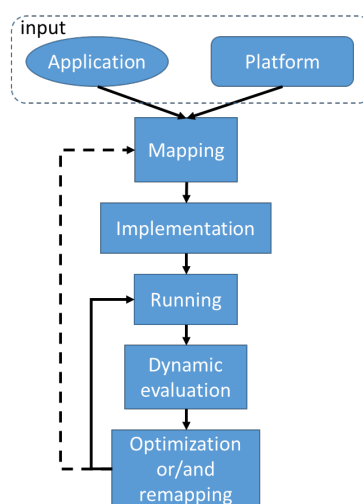 input
Application
Platform
Mapping
Implementation
Running
Dynamic
evaluation
Optimization
or/and
remapping